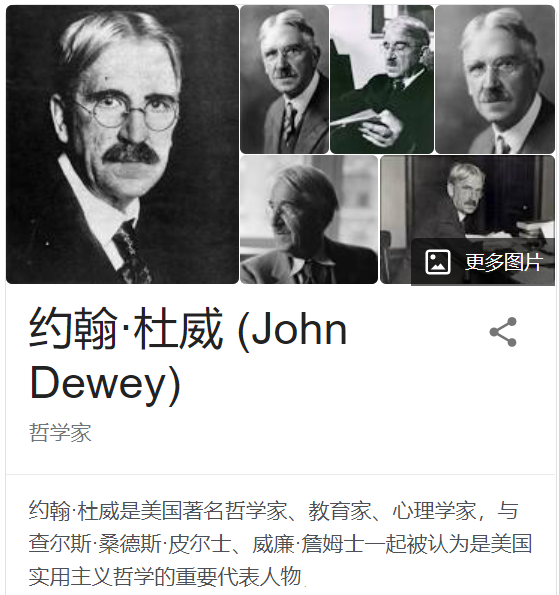 更多图片
约翰·杜威 (John
Dewey)
哲学家
约翰·杜威是美国著名哲学家、教育家、心理学家，与
查尔斯·桑德斯·皮尔士、威廉·詹姆士一起被认为是美国
实用主义哲学的重要代表人物